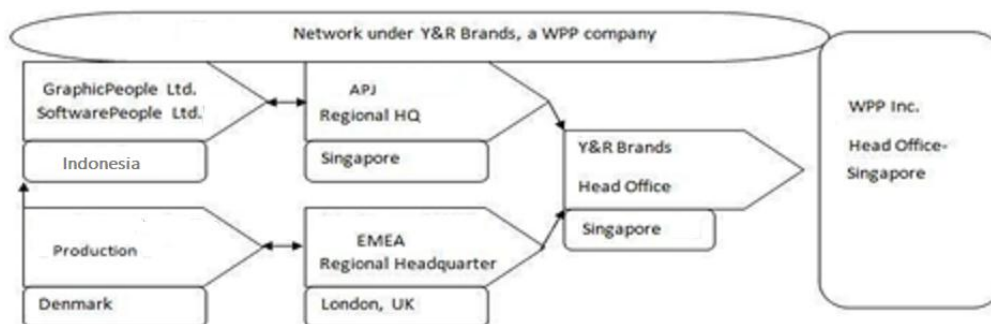 Network under Y&R Brands, a WPP company
GraphicPeople Ltd.
SoftwarePeople Ltd.
Indonesia
APJ
Regional HQ
Singapore
Y&R Brands
Head Office
Singapore
WPP Inc.
Head Office-
Singapore
Production
Denmark
EMEA
Regional Headquarter
London, UK